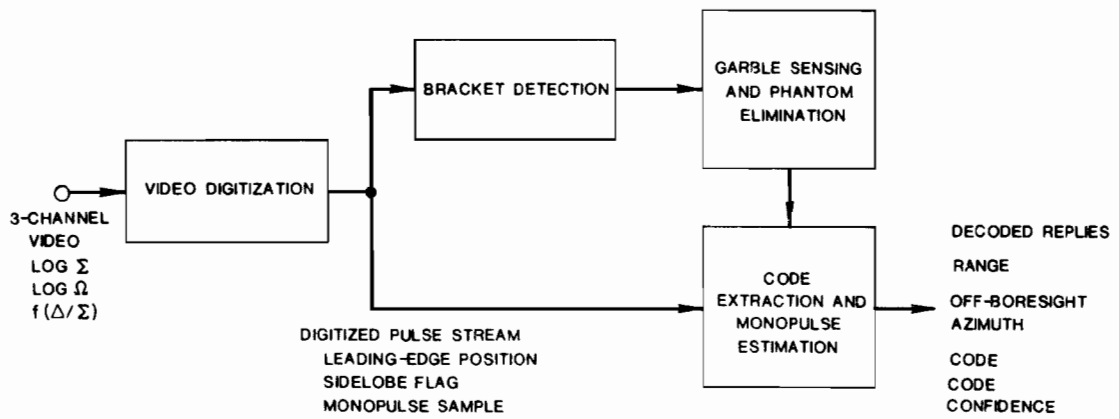 VIDEO DIGITIZATION
BRACKET DETECTION
GARBLE SENSING
AND PHANTOM
ELIMINATION
3-CHANNEL
VIDEO
LOG Σ
LOG Ω
f(Δ/Σ)
DIGITIZED PULSE STREAM
LEADING-EDGE POSITION
SIDELOBE FLAG
MONOPULSE SAMPLE
CODE
EXTRACTION AND
MONOPULSE
ESTIMATION
DECODED REPLIES
RANGE
OFF-BORESIGHT
AZIMUTH
CODE
CODE
CONFIDENCE